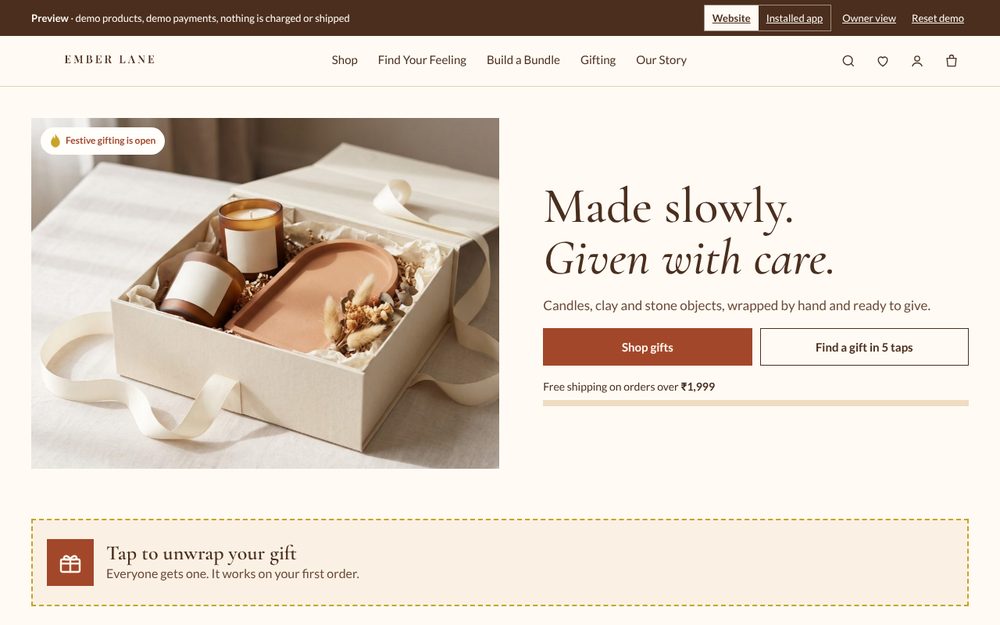 Preview - demo products, demo payments, nothing is charged or shipped
Website
Installed app
Owner view
Reset demo
EMBER LANE
Shop
Find Your Feeling
Build a Bundle
Gifting
Our Story
Festive gifting is open
Made slowly.
Given with care.
Candles, clay and stone objects, wrapped by hand and ready to give.
Shop gifts
Find a gift in 5 taps
Free shipping on orders over ₹1,999
Tap to unwrap your gift
Everyone gets one. It works on your first order.